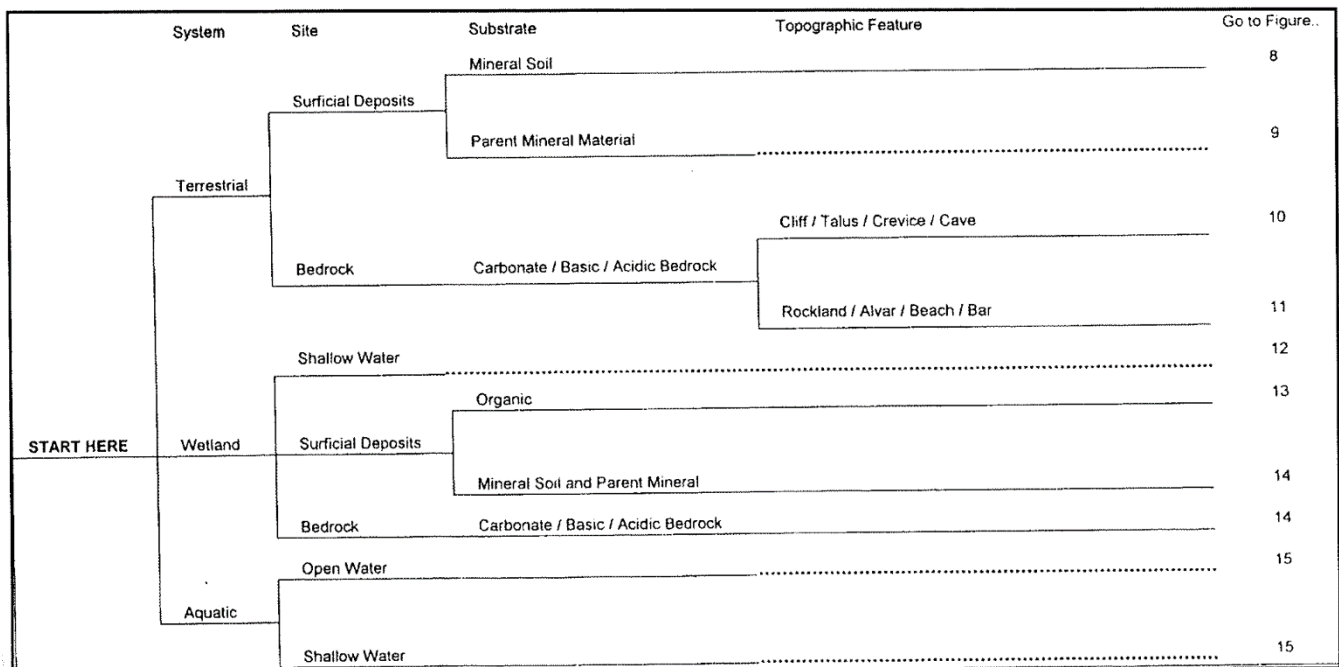 System Site Substrate Topographic Feature Go to Figure..
Mineral Soil 8
Surficial Deposits
Parent Mineral Material 9
Terrestrial
Cliff / Talus / Crevice / Cave 10
Bedrock Carbonate / Basic / Acidic Bedrock
Rockland / Alvar / Beach / Bar 11
Shallow Water 12
Organic 13
START HERE Wetland Surficial Deposits
Mineral Soil and Parent Mineral 14
Bedrock Carbonate / Basic / Acidic Bedrock 14
Open Water 15
Aquatic
Shallow Water 15